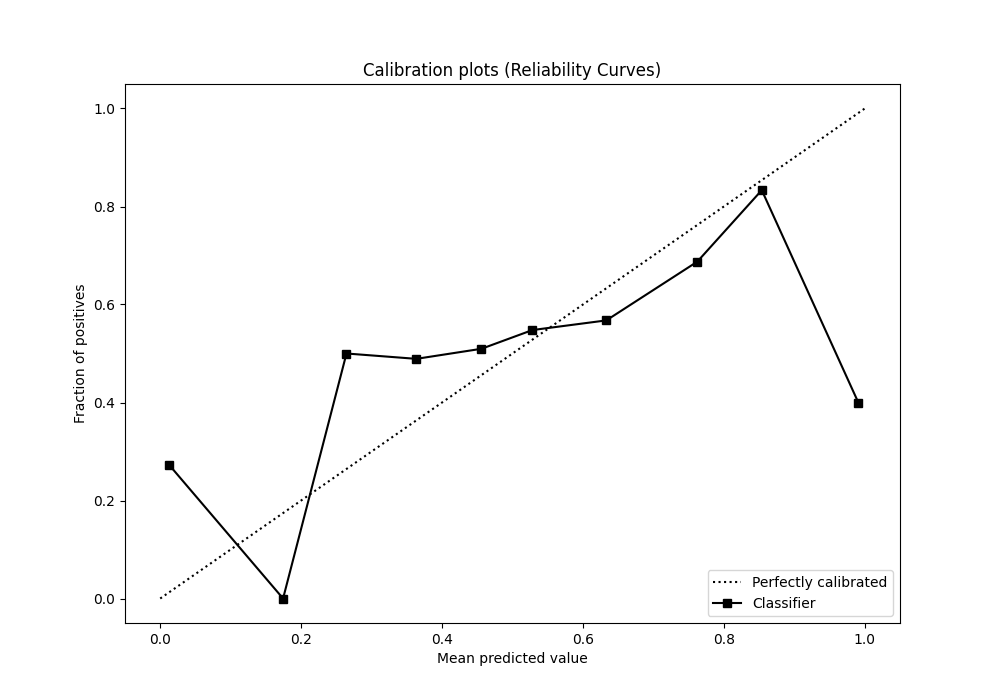 Calibration plots (Reliability Curves)
Fraction of positives
1.0
0.8
0.6
0.4
0.2
0.0
0.0 0.2 0.4 0.6 0.8 1.0
Mean predicted value
Perfectly calibrated
Classifier